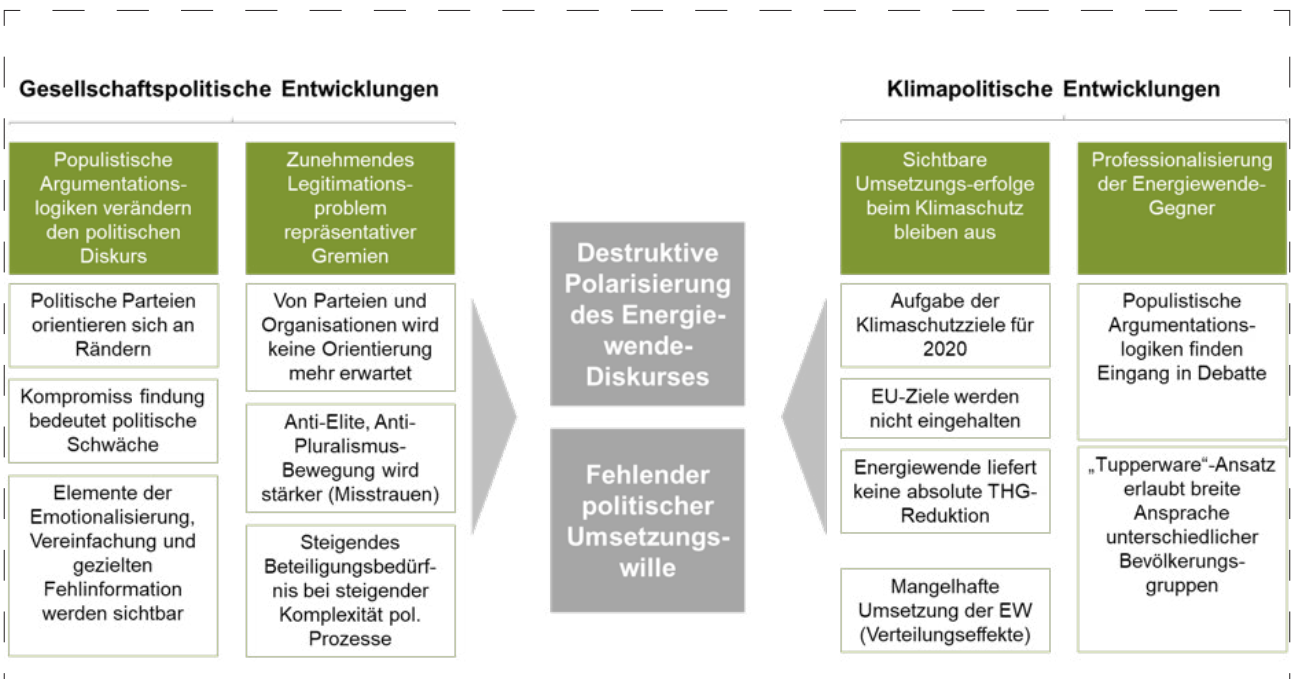 Gesellschaftspolitische Entwicklungen
Populistische
Argumentations-
logiken verändern
den politischen
Diskurs
Politische Parteien
orientieren sich an
Rändern
Kompromiss findung
bedeutet politische
Schwäche
Elemente der
Emotionalisierung,
Vereinfachung und
gezielten
Fehlinformation
werden sichtbar
Zunehmendes
Legitimations-
problem
repräsentativer
Gremien
Von Parteien und
Organisationen wird
keine Orientierung
mehr erwartet
Anti-Elite, Anti-
Pluralismus-
Bewegung wird
stärker (Misstrauen)
Steigendes
Beteiligungsbedürf-
nis bei steigender
Komplexität pol.
Prozesse
Destruktive
Polarisierung
des Energie-
wende-
Diskurses
Fehlender
politischer
Umsetzungs-
wille
Klimapolitische Entwicklungen
Sichtbare
Umsetzungs-erfolge
beim Klimaschutz
bleiben aus
Aufgabe der
Klimaschutzziele für
2020
EU-Ziele werden
nicht eingehalten
Energiewende liefert
keine absolute THG-
Reduktion
Mangelhafte
Umsetzung der EW
(Verteilungseffekte)
Professionalisierung
der Energiewende-
Gegner
Populistische
Argumentations-
logiken finden
Eingang in Debatte
„Tupperware“-Ansatz
erlaubt breite
Ansprache
unterschiedlicher
Bevölkerungs-
gruppen